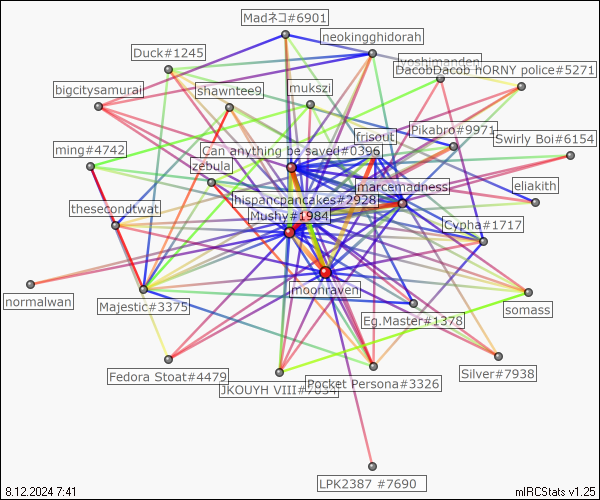 Madネコ#6901
neokingghidorah
Duck#1245
lyoshimanden
DacobDacob hORNY police#5271
bigcitysamurai
shawntee9
mukszi
frisout
Pikabro#9971
Swirly Boi#6154
ming#4742
Can anything be saved#0396
zebula
marcemadness
eliakith
hispancpancakes#2928
thesecondtwat
Mushy#1984
Cypha#1717
moonraven
normalwan
Majestic#3375
Eg.Master#1378
somass
Fedora Stoat#4479
JKOUYH VIII
Pocket Persona#3326
Silver#7938
LPK2387 #7690
8.12.2024 7:41
mIRCStats v1.25